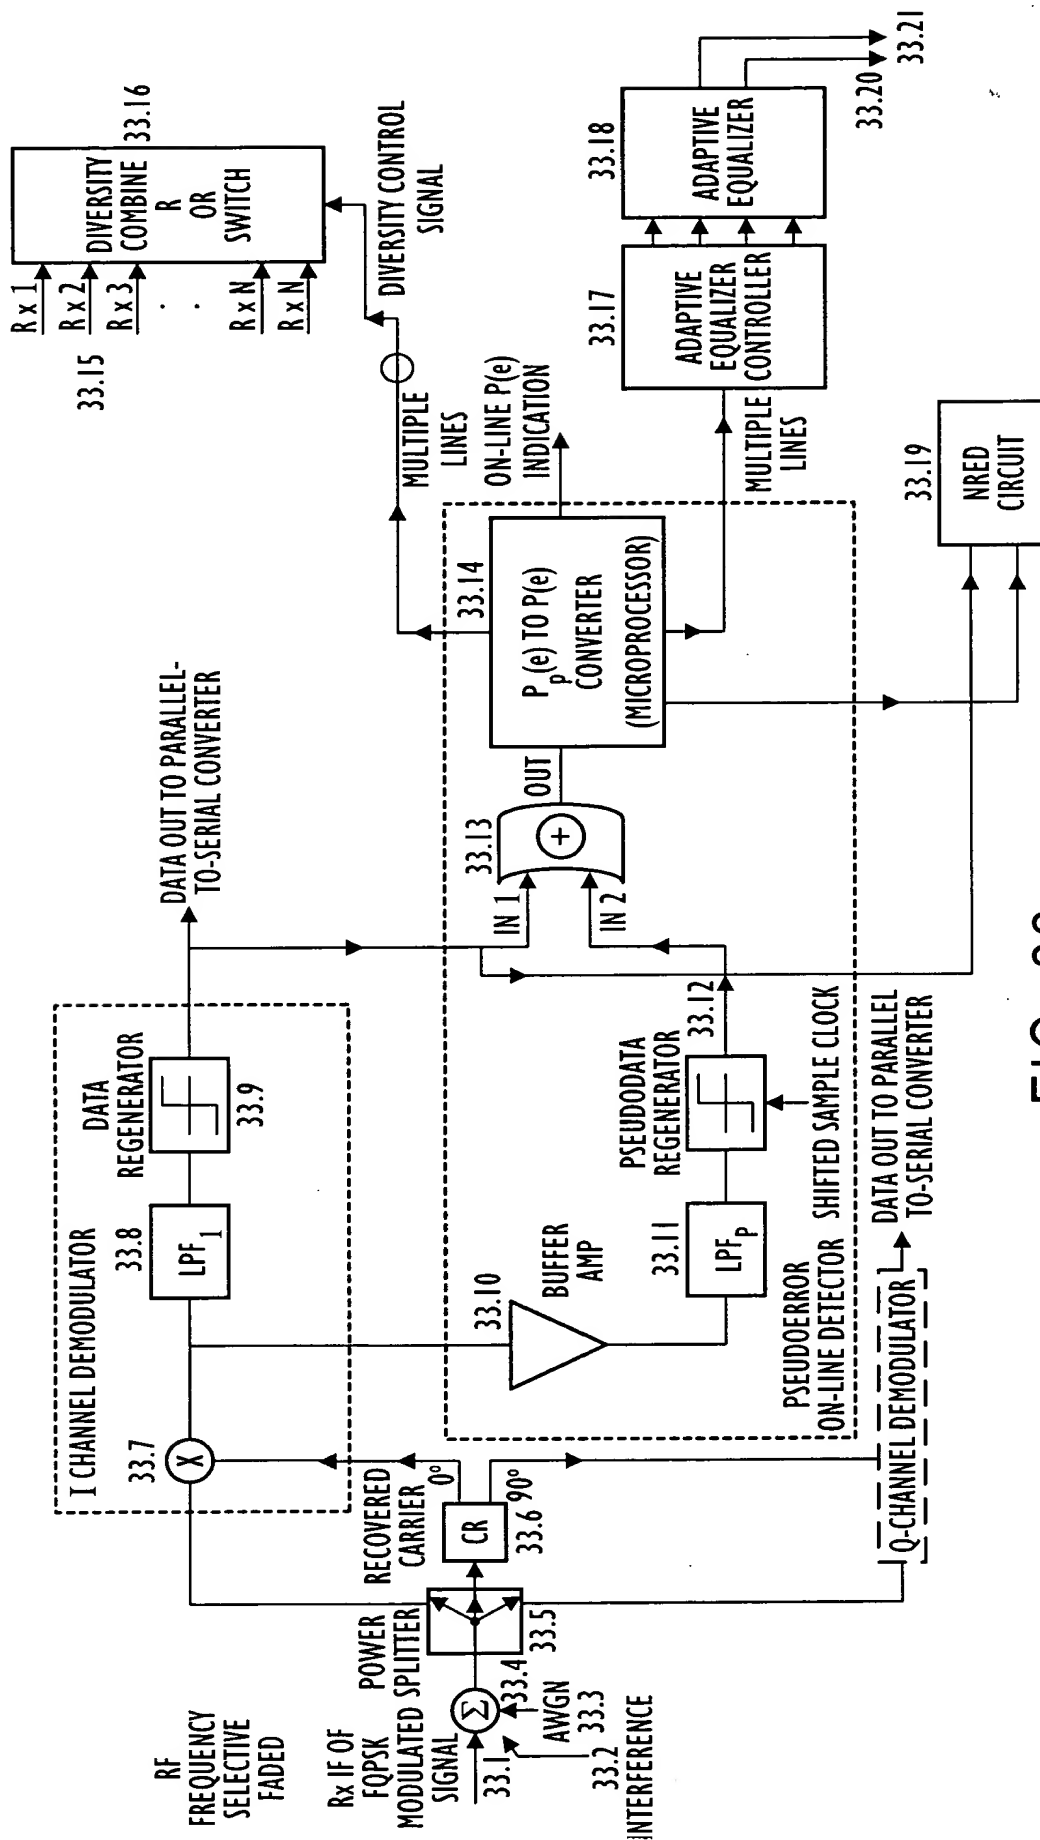 RF
FREQUENCY
SELECTIVE
FADED
Rx IF OF
FQPSK
MODULATED
SIGNAL
33.1
33.2
INTERFERENCE
AWGN
33.3
33.4
POWER
SPLITTER
33.5
RECOVERED
CARRIER
CR
33.6
0°
90°
I CHANNEL DEMODULATOR
33.7
X
33.8
LPF1
DATA
REGENERATOR
33.9
DATA OUT TO PARALLEL-
TO-SERIAL CONVERTER
33.10
BUFFER
AMP
33.11
LPFP
PSEUDODATA
REGENERATOR
33.12
SHIFTED SAMPLE CLOCK
PSEUDOERROR
ON-LINE DETECTOR
Q-CHANNEL DEMODULATOR
DATA OUT TO PARALLEL
TO-SERIAL CONVERTER
IN 1
IN 2
33.13
+
OUT
33.14
Pp(e) TO P(e)
CONVERTER
(MICROPROCESSOR)
ON-LINE P(e)
INDICATION
MULTIPLE
LINES
DIVERSITY CONTROL
SIGNAL
33.15
Rx 1
Rx 2
Rx 3
. .
Rx N
Rx N
DIVERSITY
COMBINE
R
OR
SWITCH
33.16
MULTIPLE
LINES
33.17
ADAPTIVE
EQUALIZER
CONTROLLER
33.18
ADAPTIVE
EQUALIZER
33.20
33.21
33.19
NRED
CIRCUIT
Σ